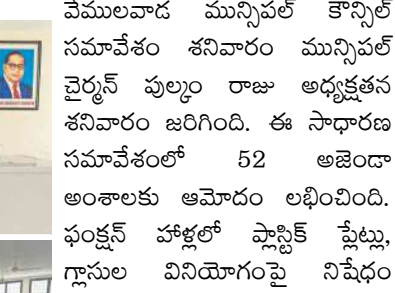 వేములవాడ మున్సిపల్ కౌన్సిల్
సమావేశం శనివారం మున్సిపల్
చైర్మన్ పుల్కం రాజు అధ్యక్షతన
శనివారం జరిగింది. ఈ సాధారణ
సమావేశంలో 52 అజెండా
అంశాలకు ఆమోదం లభించింది.
ఫంక్షన్ హాళ్లలో ప్లాస్టిక్ ప్లేట్లు,
గ్లాసుల వినియోగంపై నిషేధం